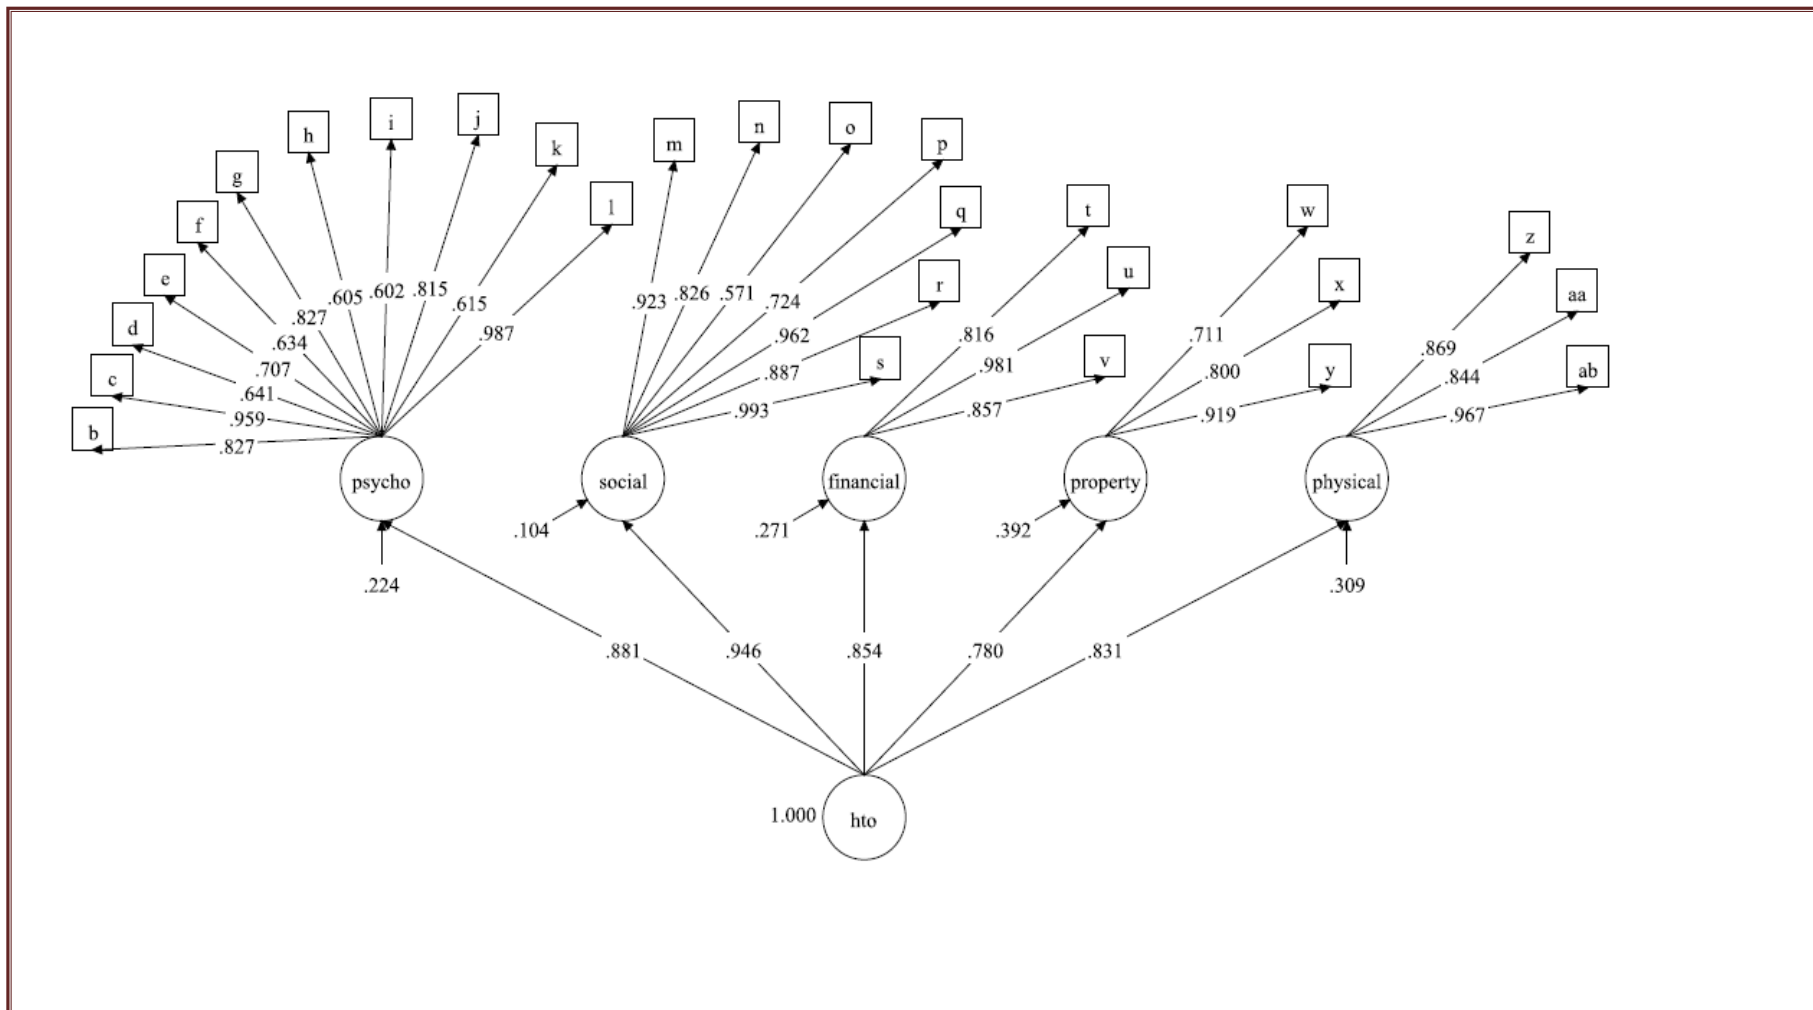 j
i
n
o
h
p
m
k
g
l
q
t
w
f
z
u
e
r
x
aa
.605 .602 .815
.923 .826 .571 .724
.615
.827
d
.987
.962
.816
.711
.634
s
v
.869
c
.707
.887
.981
.800
y
ab
.844
.641
.959
.993
.857
.919
.967
b
.827
psycho
social
financial
property
physical
.104
.271
.392
.224
.309
.881
.946
.854
.780
.831
1.000
hto